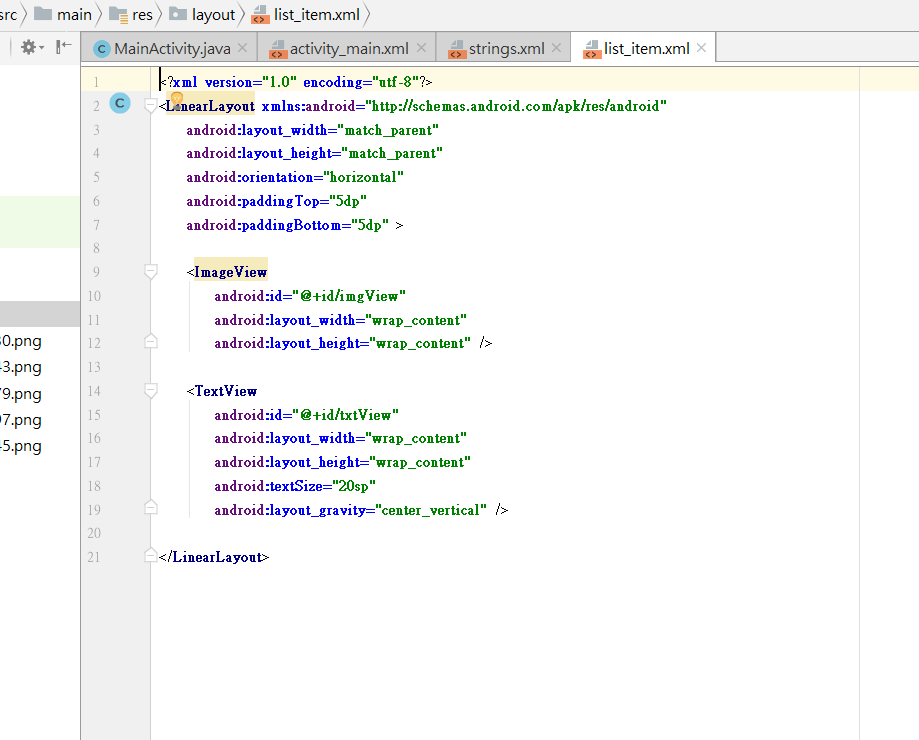 src main res layout list_item.xml
MainActivity.java activity_main.xml strings.xml list_item.xml
1 <?xml version="1.0" encoding="utf-8"?>
2 <LinearLayout xmlns:android="http://schemas.android.com/apk/res/android"
3 android:layout_width="match_parent"
4 android:layout_height="match_parent"
5 android:orientation="horizontal"
6 android:paddingTop="5dp"
7 android:paddingBottom="5dp" >
8
9 <ImageView
10 android:id="@+id/imgView"
11 android:layout_width="wrap_content"
12 android:layout_height="wrap_content" />
13
14 <TextView
15 android:id="@+id/txtView"
16 android:layout_width="wrap_content"
17 android:layout_height="wrap_content"
18 android:textSize="20sp"
19 android:layout_gravity="center_vertical" />
20
21 </LinearLayout>
0.png
3.png
9.png
7.png
5.png
C
C